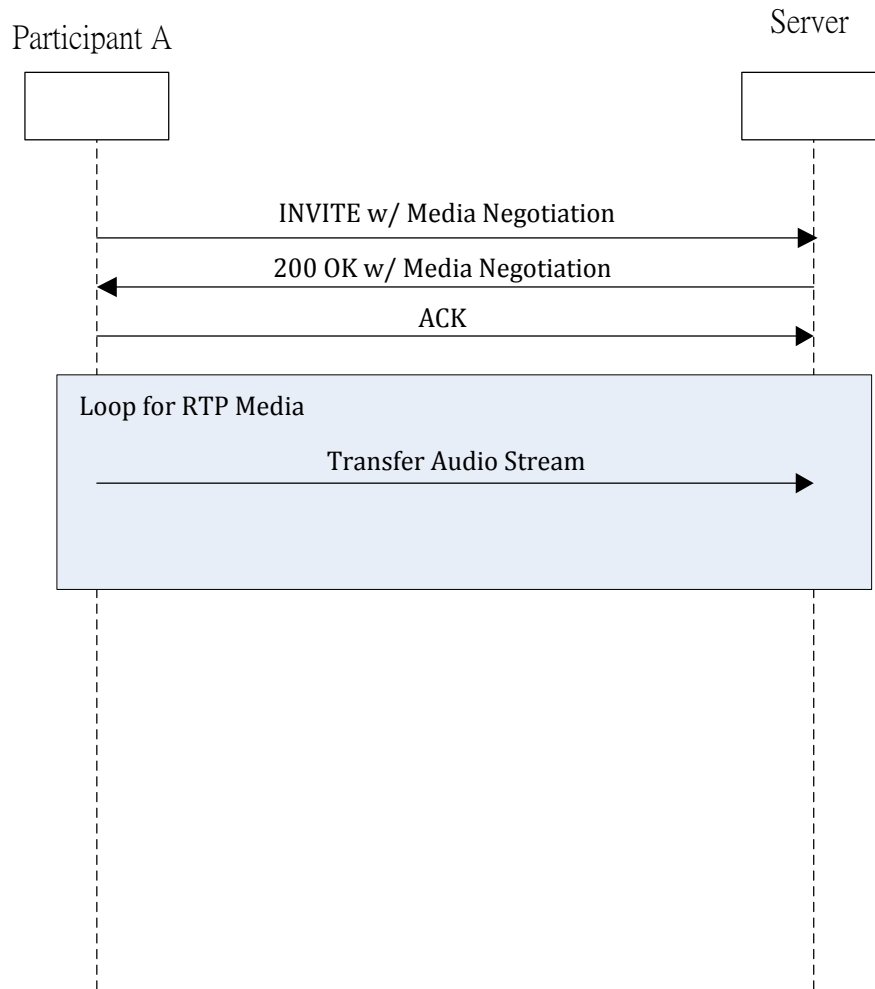 Participant A
Server
INVITE w/ Media Negotiation
200 OK w/ Media Negotiation
ACK
Loop for RTP Media
Transfer Audio Stream